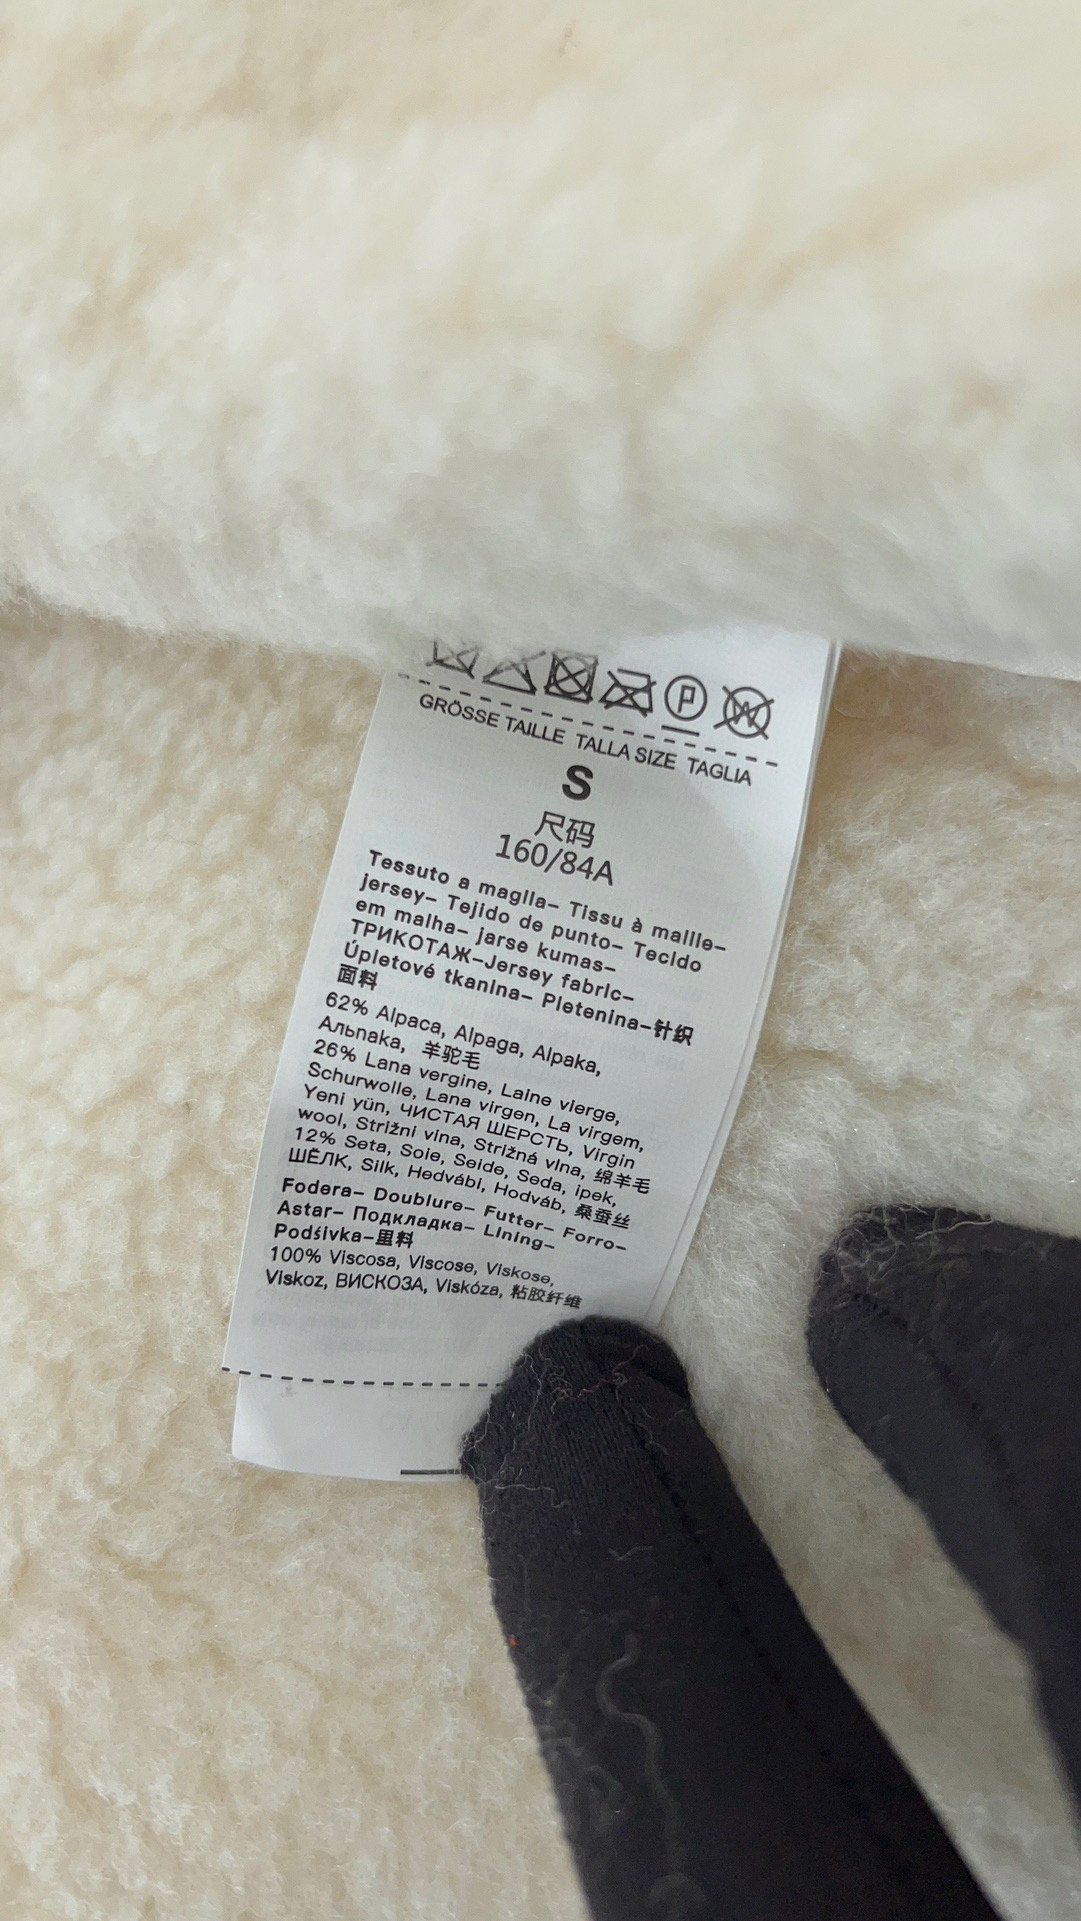 P W
GRÖSSE TAILLE TALLA SIZE TAGLIA
S
尺码
160/84A
Tessuto a maglia- Tissu à maille-
jersey- Tejido de punto- Tecido
em malha- jarse kumas-
ТРИКОТАЖ-Jersey fabric-
Úpletové tkanina- Pletenina-针织
面料
62% Alpaca, Alpaga, Alpaka,
Альпака, 羊驼毛
26% Lana vergine, Laine vierge,
Schurwolle, Lana virgen, La virgem,
Yeni yün, ЧИСТАЯ ШЕРСТЬ, Virgin
wool, Strižni vlna, Strižná vlna, 绵羊毛
12% Seta, Soie, Seide, Seda, ipek,
ШЁЛК, Silk, Hedvábí, Hodváb, 桑蚕丝
Fodera- Doublure- Futter- Forro-
Astar- Подкладка- Lining-
Podśivka-里料
100% Viscosa, Viscose, Viskose,
Viskoz, ВИСКОЗА, Viskóza, 粘胶纤维